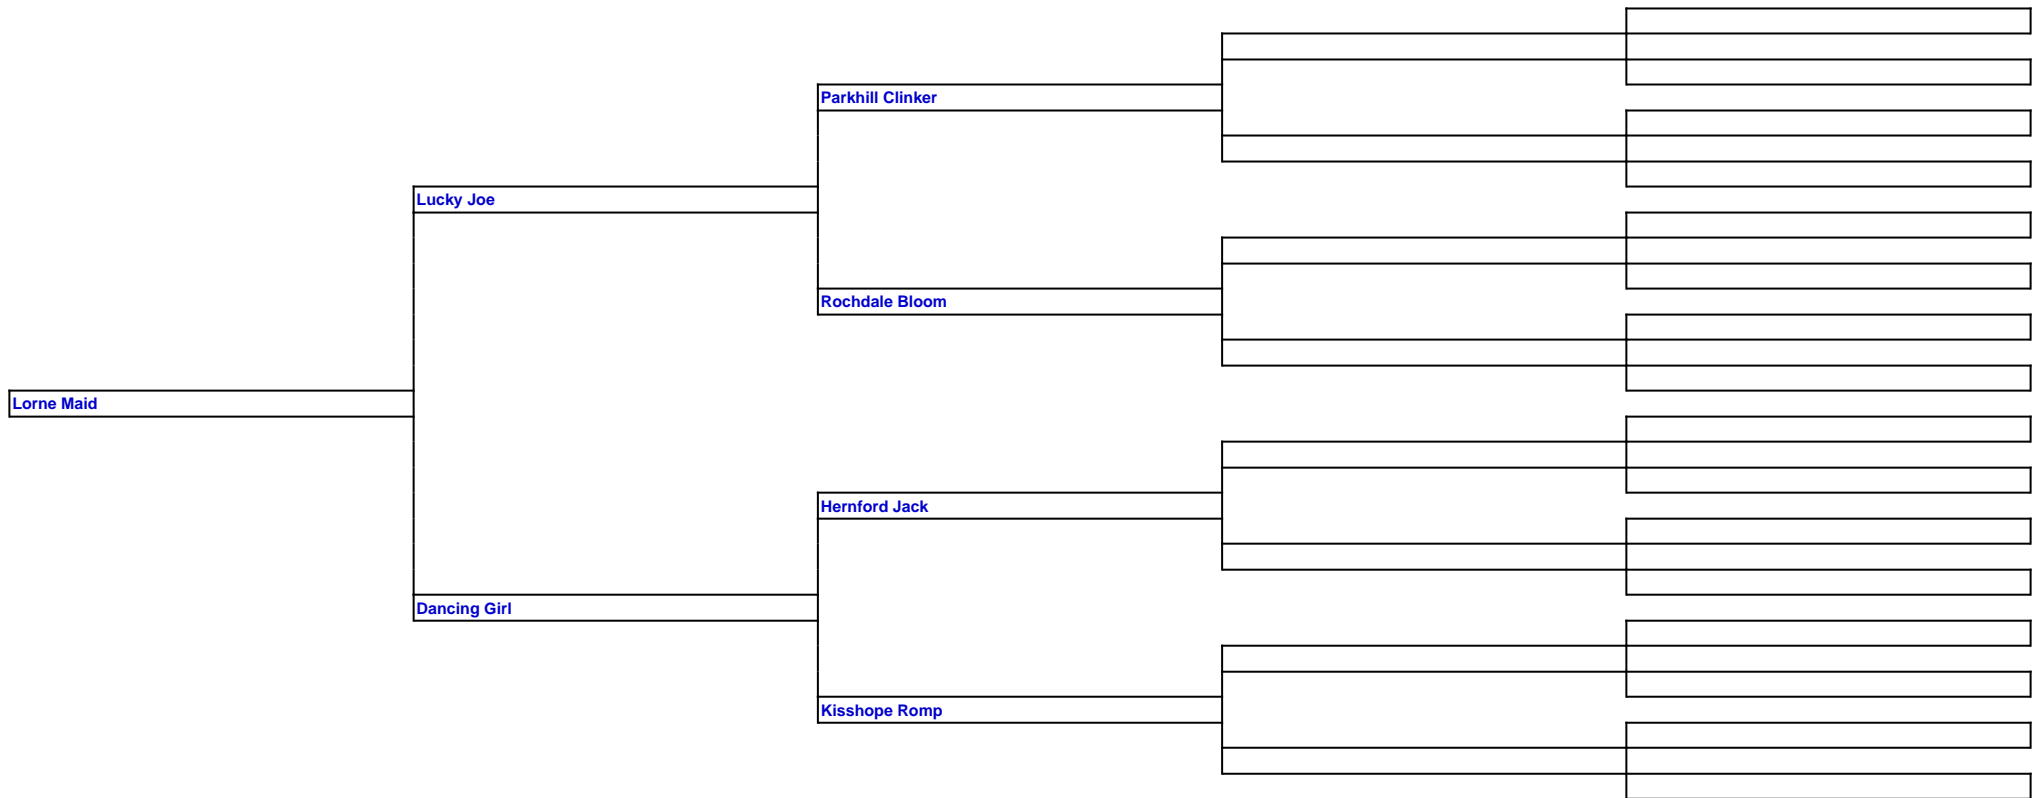 Parkhill Clinker
Lucky Joe
Rochdale Bloom
Lorne Maid
Hernford Jack
Dancing Girl
Kisshope Romp